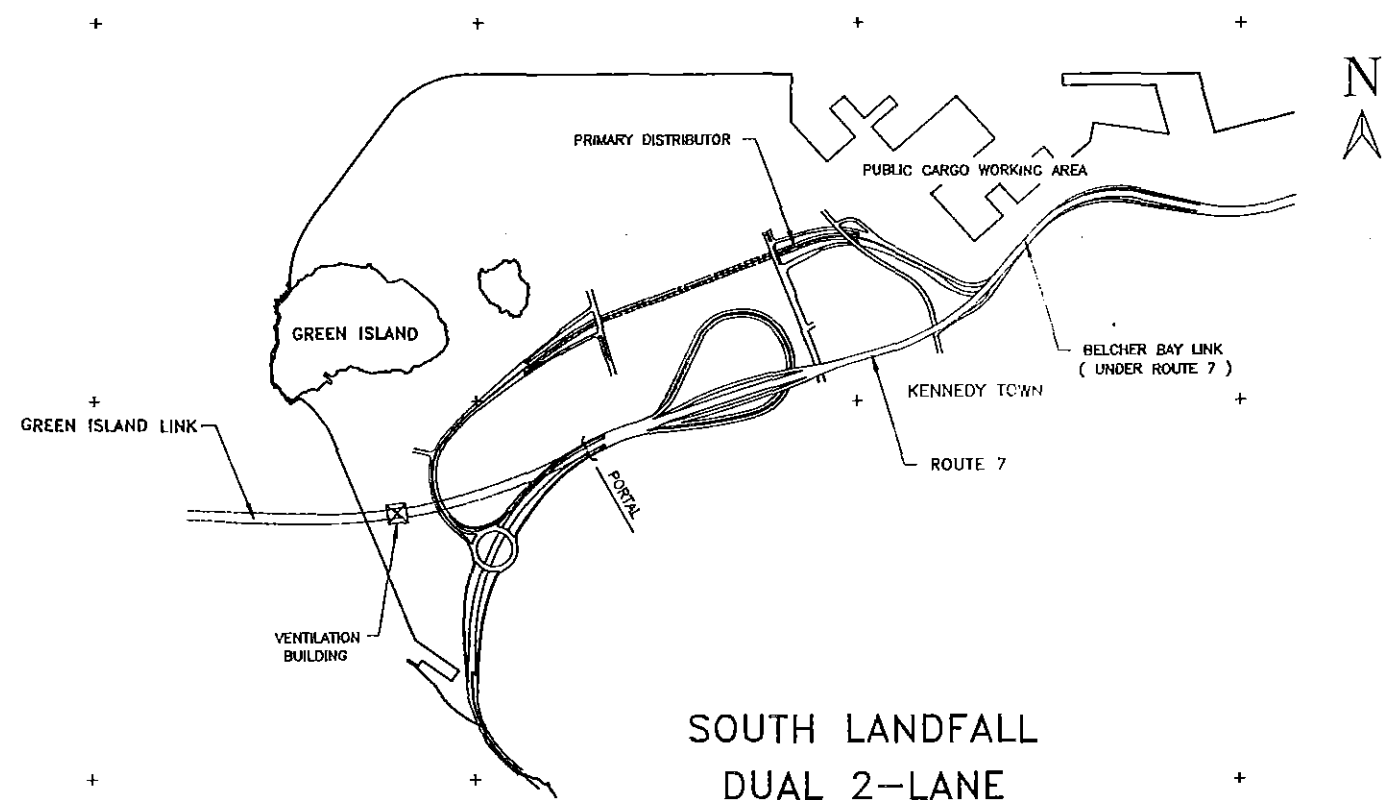 N
PRIMARY DISTRIBUTOR
PUBLIC CARGO WORKING AREA
GREEN ISLAND
BELCHER BAY LINK
( UNDER ROUTE 7 )
KENNEDY TOWN
GREEN ISLAND LINK
ROUTE 7
PORTAL
VENTILATION
BUILDING
SOUTH LANDFALL
DUAL 2-LANE